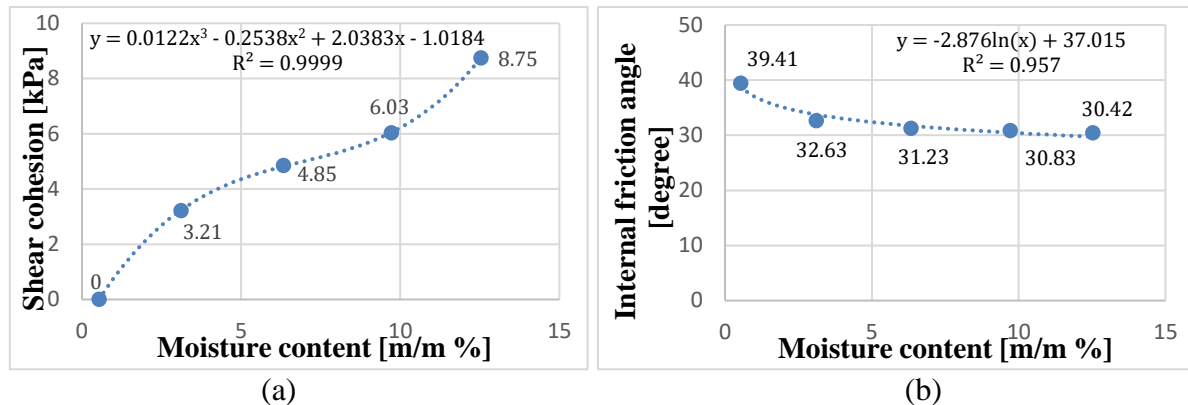 y = 0.0122x³ - 0.2538x² + 2.0383x - 1.0184
R² = 0.9999
Shear cohesion [kPa]
10
8
6
4
2
0
0
3.21
4.85
6.03
8.75
0
5
10
15
Moisture content [m/m %]
(a)
y = -2.876ln(x) + 37.015
R² = 0.957
Internal friction angle
[degree]
50
40
30
20
10
0
39.41
32.63
31.23
30.83
30.42
0
5
10
15
Moisture content [m/m %]
(b)